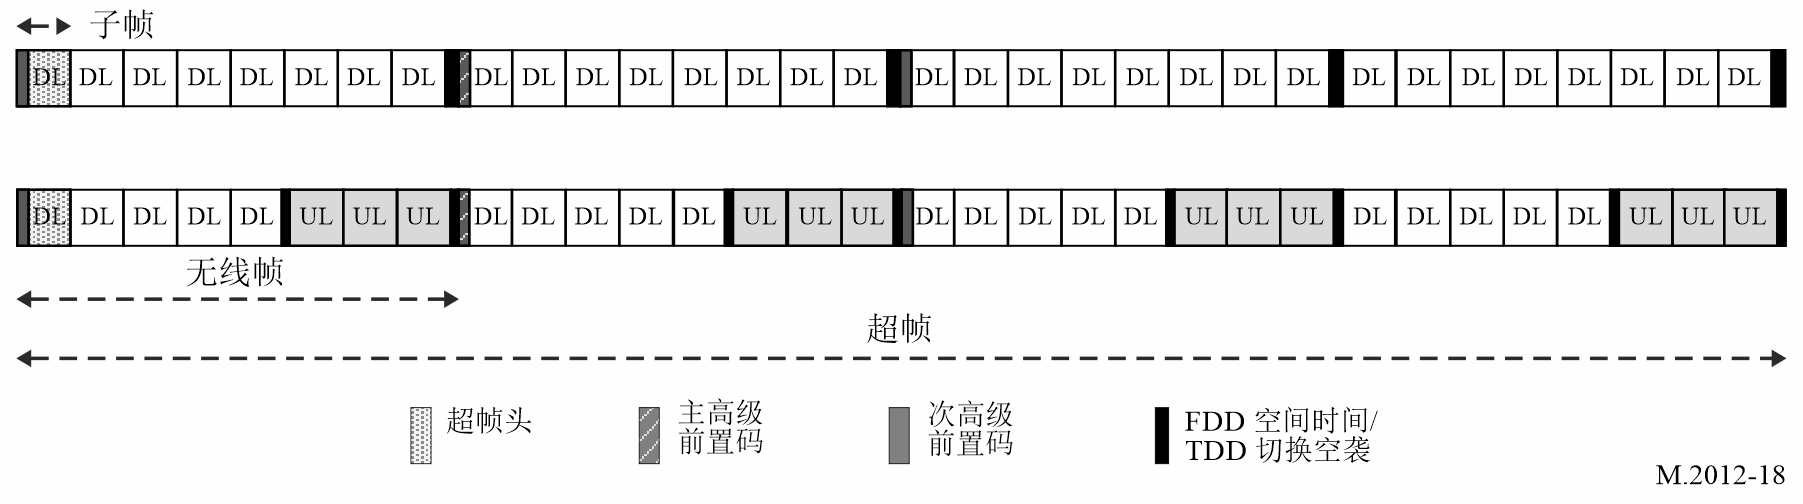 子帧
DL DL DL DL DL DL DL DL DL DL DL DL DL DL DL DL DL DL DL DL DL DL DL DL DL DL DL DL DL DL DL DL
DL DL DL DL DL UL UL UL DL DL DL DL DL UL UL UL DL DL DL DL DL UL UL UL DL DL DL DL DL UL UL UL
无线帧
超帧
超帧头
主高级
前置码
次高级
前置码
FDD 空间时间/
TDD 切换空袭
M.2012-18